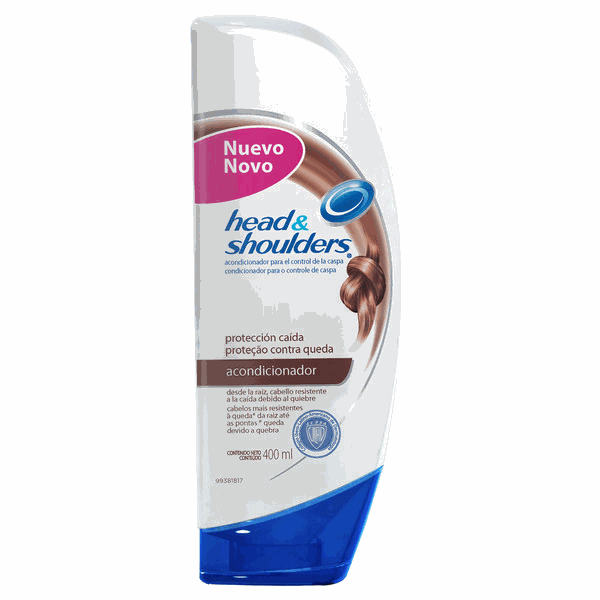 Nuevo
Novo
head&
shoulders®
acondicionador para el control de la caspa
condicionador para o controle de caspa
protección caída
proteção contra queda
acondicionador
desde la raíz, cabello resistente
a la caída debido al quiebre
cabelos mais resistentes
à queda* da raiz até
as pontas * queda
devido a quebra
CONTENIDO NETO
CONTEÚDO 400 ml
99381817